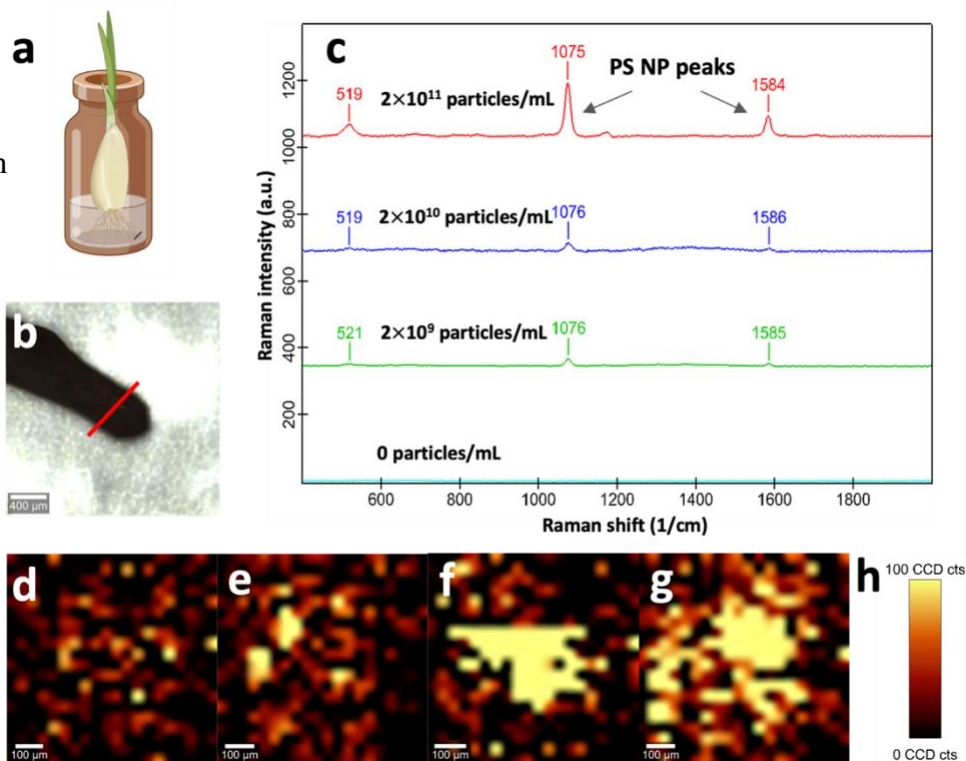 a
n
b
400 µm
c
1075
PS NP peaks
1584
519
2×10¹¹ particles/mL
519
2×10¹⁰ particles/mL
1076
1586
521
2×10⁹ particles/mL
1076
1585
0 particles/mL
1200
1000
800
600
400
200
Raman intensity (a.u.)
600 800 1000 1200 1400 1600 1800
Raman shift (1/cm)
d
e
f
g
h
100 µm
100 µm
100 µm
100 µm
100 CCD cts
0 CCD cts